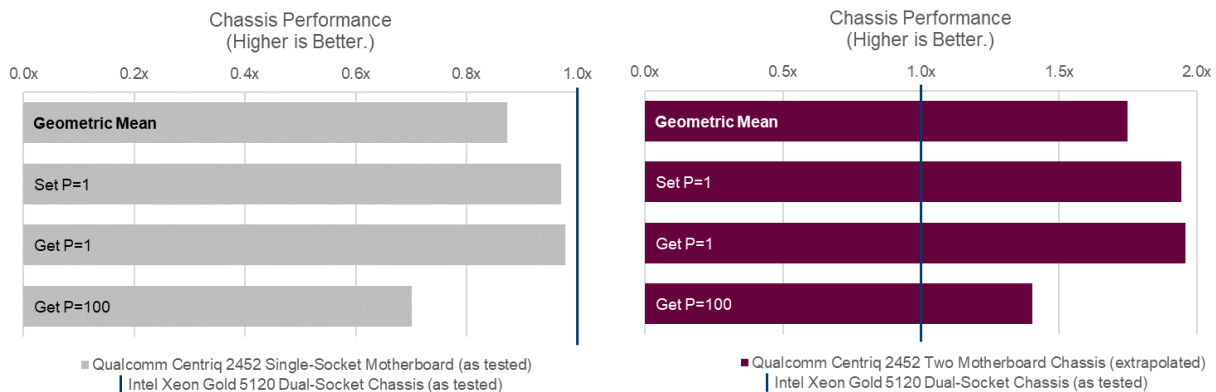 Chassis Performance
(Higher is Better.)
0.0x 0.2x 0.4x 0.6x 0.8x 1.0x
Geometric Mean
Set P=1
Get P=1
Get P=100
Qualcomm Centriq 2452 Single-Socket Motherboard (as tested)
Intel Xeon Gold 5120 Dual-Socket Chassis (as tested)
Chassis Performance
(Higher is Better.)
0.0x 0.5x 1.0x 1.5x 2.0x
Geometric Mean
Set P=1
Get P=1
Get P=100
Qualcomm Centriq 2452 Two Motherboard Chassis (extrapolated)
Intel Xeon Gold 5120 Dual-Socket Chassis (as tested)